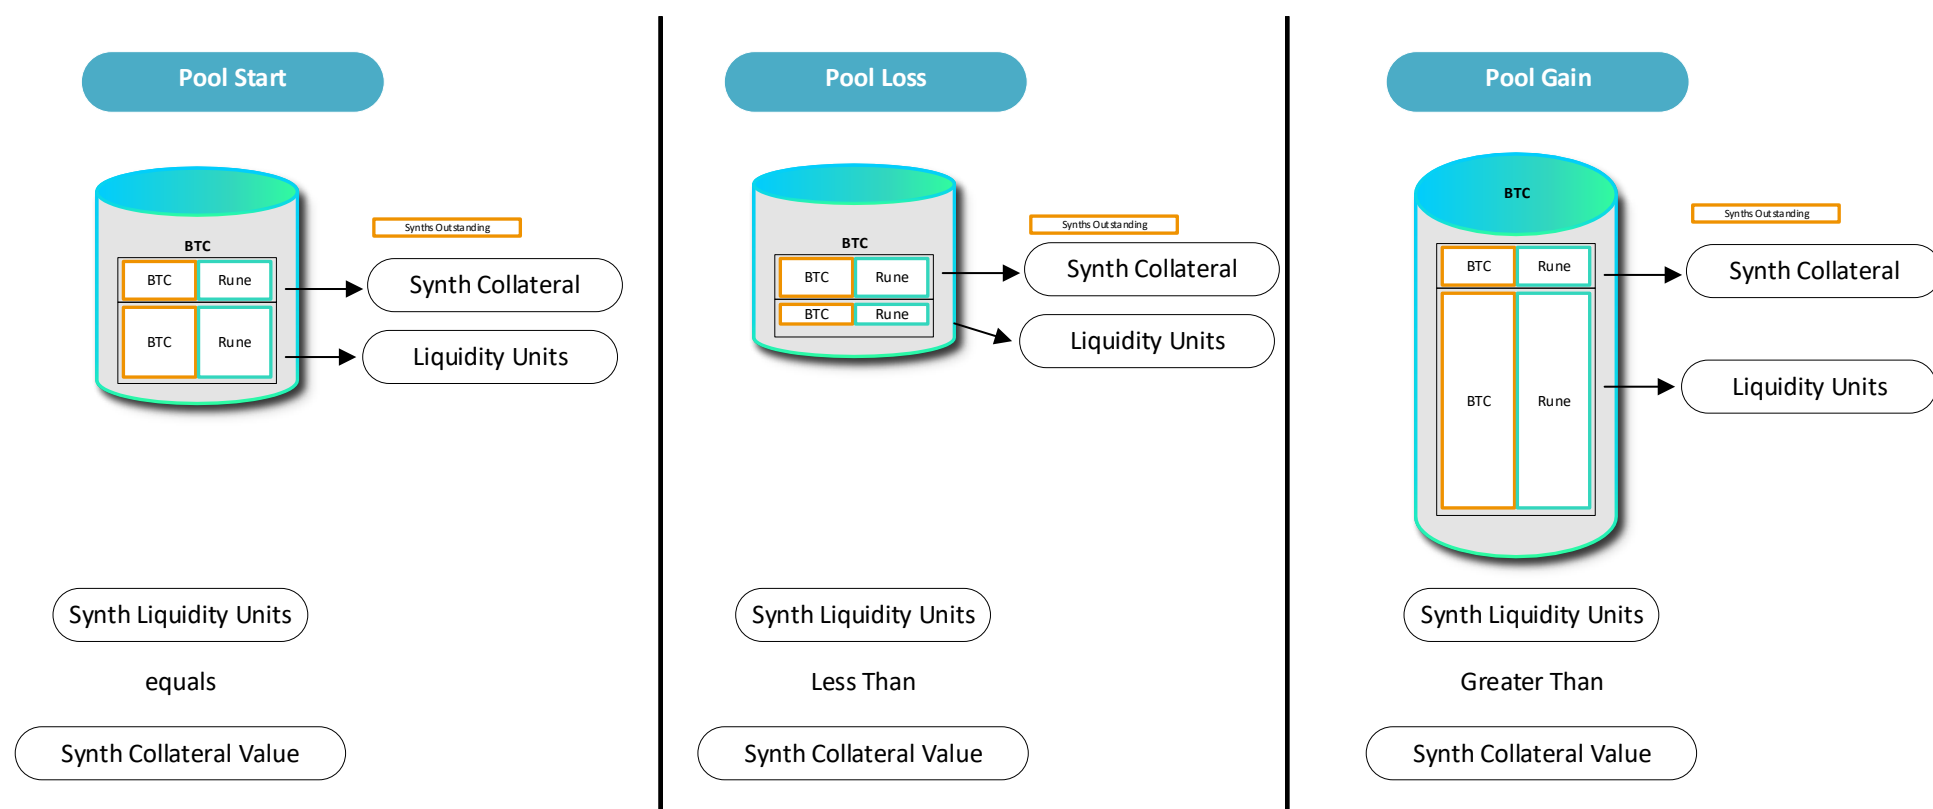 Pool Start
BTC
BTC
Rune
BTC
Rune
Synths Outstanding
Synth Collateral
Liquidity Units
Synth Liquidity Units
equals
Synth Collateral Value
Pool Loss
BTC
BTC
Rune
BTC
Rune
Synths Outstanding
Synth Collateral
Liquidity Units
Synth Liquidity Units
Less Than
Synth Collateral Value
Pool Gain
BTC
BTC
Rune
BTC
Rune
Synths Outstanding
Synth Collateral
Liquidity Units
Synth Liquidity Units
Greater Than
Synth Collateral Value